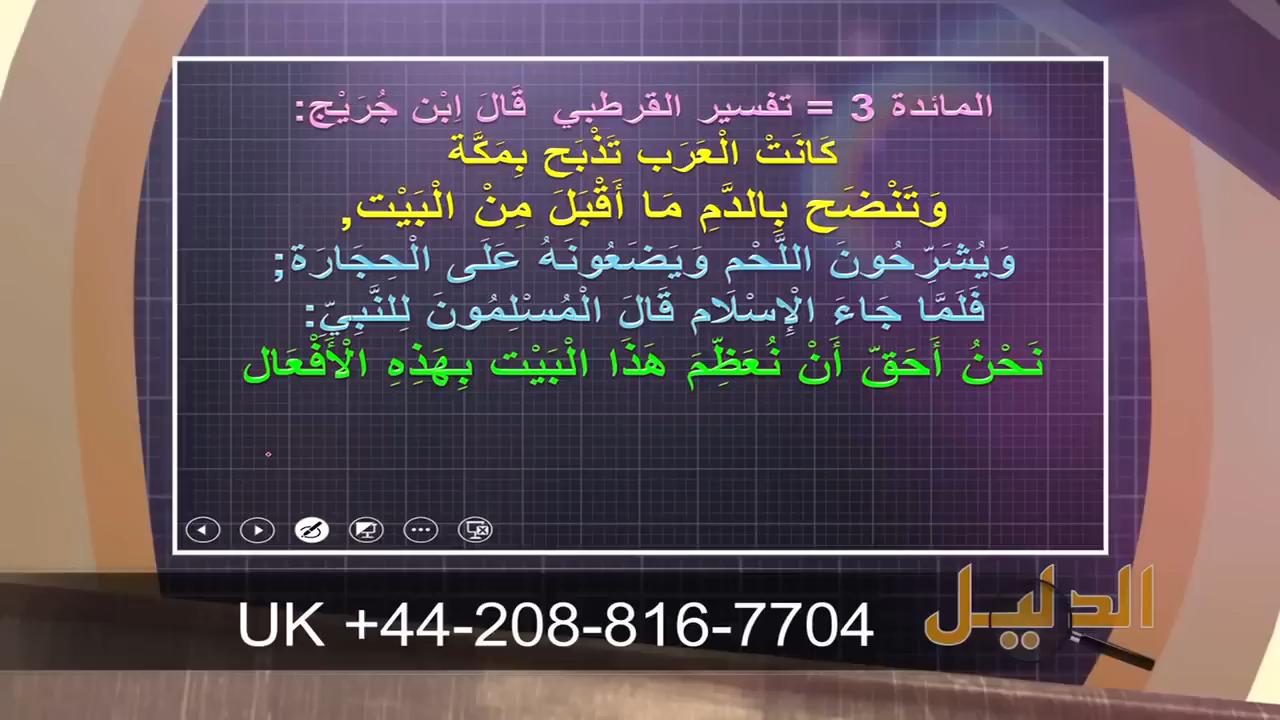 المائدة 3 = تفسير القرطبي قَالَ اِبْن جُرَيْج:
كَانَتْ الْعَرَب تَذْبَح بِمَكَّة
وَتَنْضَح بِالدَّمِ مَا أَقْبَلَ مِنْ الْبَيْت,
وَيُشَرِّحُونَ اللَّحْم وَيَضَعُونَهُ عَلَى الْحِجَارَة;
فَلَمَّا جَاءَ الْإِسْلَام قَالَ الْمُسْلِمُونَ لِلنَّبِيّ:
نَحْنُ أَحَقّ أَنْ نُعَظِّمَ هَذَا الْبَيْت بِهَذِهِ الْأَفْعَال
UK +44-208-816-7704
الدليل